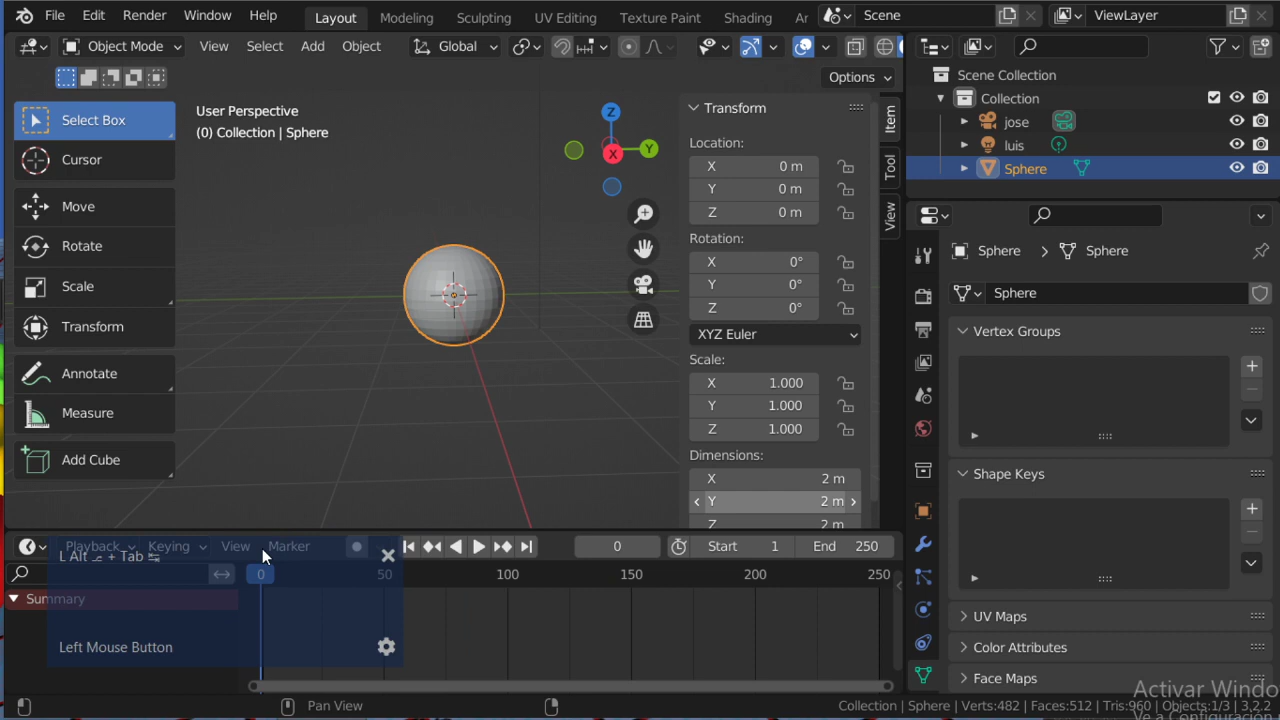 File Edit Render Window Help Layout Modeling Sculpting UV Editing Texture Paint Shading Scene ViewLayer
Object Mode View Select Add Object Global
Options
Select Box
Cursor
Move
Rotate
Scale
Transform
Annotate
Measure
Add Cube
User Perspective
(0) Collection | Sphere
Z
Y
X
Transform
Location:
X 0 m
Y 0 m
Z 0 m
Rotation:
X 0°
Y 0°
Z 0°
XYZ Euler
Scale:
X 1.000
Y 1.000
Z 1.000
Dimensions:
X 2 m
Y 2 m
Z 2 m
Item
Tool
View
Scene Collection
Collection
jose
luis
Sphere
Sphere Sphere
Sphere
Vertex Groups
Shape Keys
UV Maps
Color Attributes
Face Maps
Playback Keying View Marker 0 Start 1 End 250
L Alt + Tab
0 50 100 150 200 250
Summary
Left Mouse Button
Pan View
Activar Windo
Collection | Sphere | Verts:482 | Faces:512 | Tris:960 | Objects:1/3 | 3.2.2
Ve a Configuración